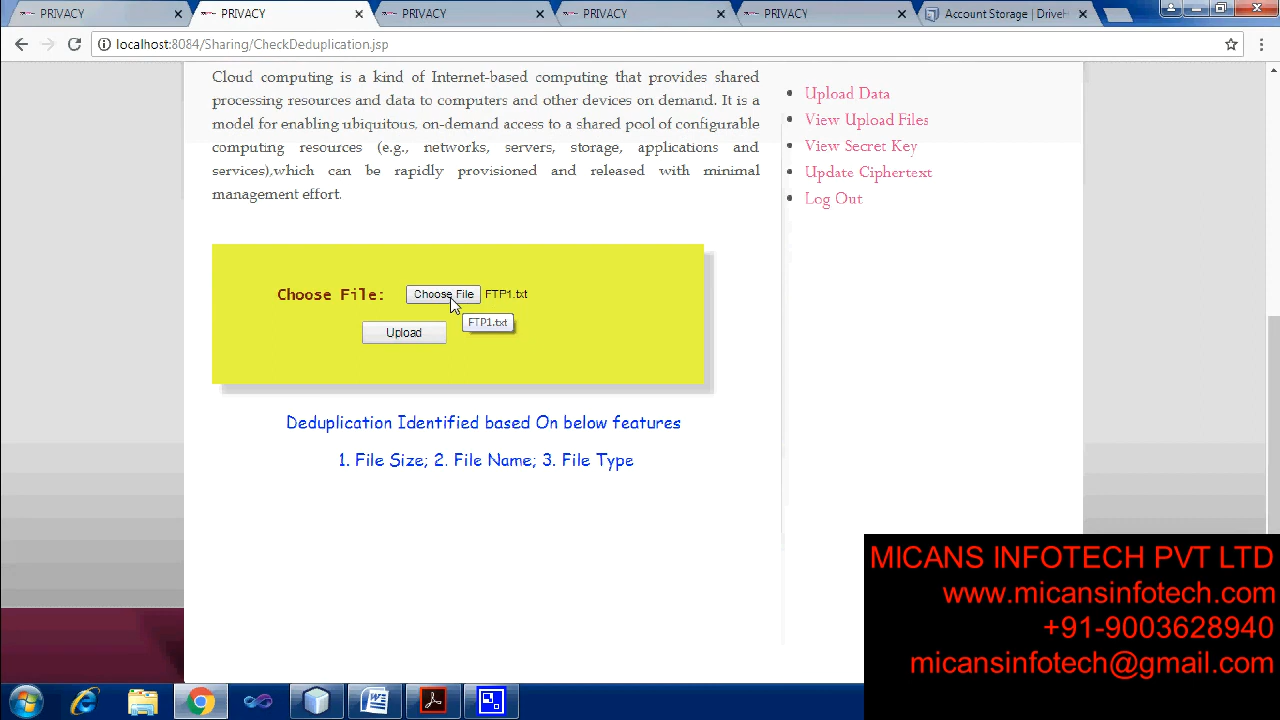 PRIVACY
PRIVACY
PRIVACY
PRIVACY
PRIVACY
Account Storage | DriveH
localhost:8084/Sharing/CheckDeduplication.jsp
Cloud computing is a kind of Internet-based computing that provides shared
processing resources and data to computers and other devices on demand. It is a
model for enabling ubiquitous, on-demand access to a shared pool of configurable
computing resources (e.g., networks, servers, storage, applications and
services),which can be rapidly provisioned and released with minimal
management effort.
Upload Data
View Upload Files
View Secret Key
Update Ciphertext
Log Out
Choose File: Choose File FTP1.txt
FTP1.txt
Upload
Deduplication Identified based On below features
1. File Size; 2. File Name; 3. File Type
MICANS INFOTECH PVT LTD
www.micansinfotech.com
+91-9003628940
micansinfotech@gmail.com